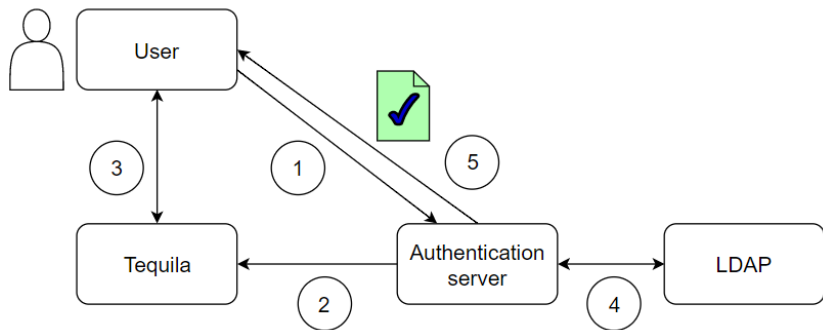 User
3
1
5
Tequila
Authentication
server
LDAP
2
4